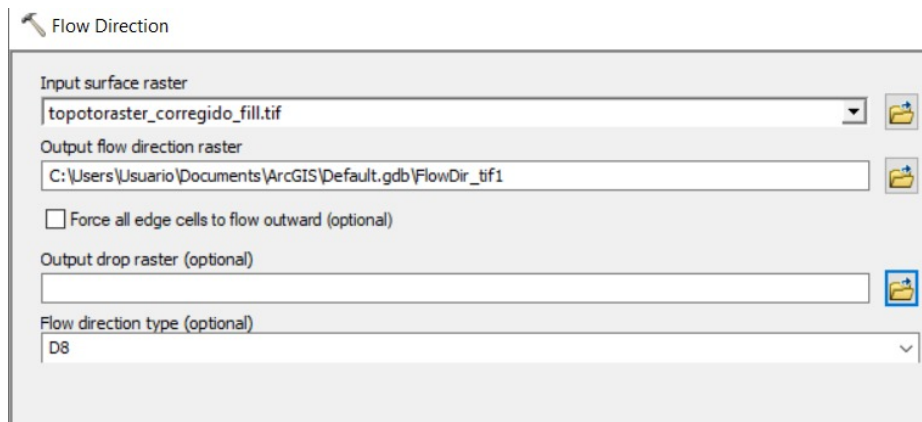 Flow Direction
Input surface raster
topotoraster_corregido_fill.tif
Output flow direction raster
C:\Users\Usuario\Documents\ArcGIS\Default.gdb\FlowDir_tif1
Force all edge cells to flow outward (optional)
Output drop raster (optional)
Flow direction type (optional)
D8